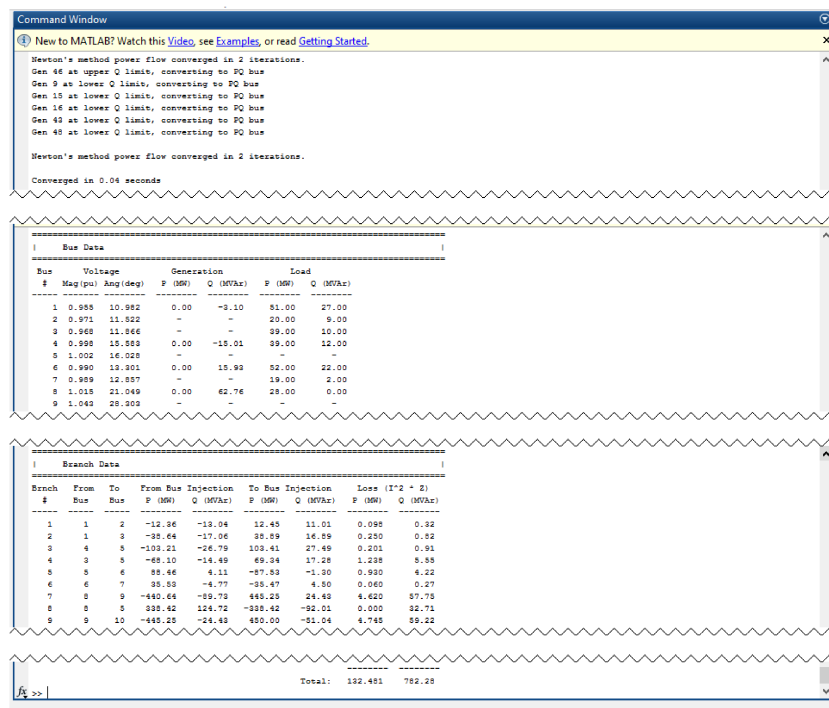 Command Window
New to MATLAB? Watch this Video, see Examples, or read Getting Started.
Newton's method power flow converged in 2 iterations.
Gen 46 at upper Q limit, converting to PQ bus
Gen 9 at lower Q limit, converting to PQ bus
Gen 15 at lower Q limit, converting to PQ bus
Gen 16 at lower Q limit, converting to PQ bus
Gen 43 at lower Q limit, converting to PQ bus
Gen 48 at lower Q limit, converting to PQ bus
Newton's method power flow converged in 2 iterations.
Converged in 0.04 seconds
================================================================================
| Bus Data |
================================================================================
Bus Voltage Generation Load
# Mag(pu) Ang(deg) P (MW) Q (MVAr) P (MW) Q (MVAr)
----- ------- -------- -------- -------- -------- --------
1 0.955 10.982 0.00 -3.10 51.00 27.00
2 0.971 11.522 - - 20.00 9.00
3 0.968 11.866 - - 39.00 10.00
4 0.998 15.583 0.00 -15.01 39.00 12.00
5 1.002 16.028 - - - -
6 0.990 13.301 0.00 15.93 52.00 22.00
7 0.989 12.857 - - 19.00 2.00
8 1.015 21.049 0.00 62.76 28.00 0.00
9 1.043 28.303 - - - -
================================================================================
| Branch Data |
================================================================================
Brnch From To From Bus Injection To Bus Injection Loss (I^2 * Z)
# Bus Bus P (MW) Q (MVAr) P (MW) Q (MVAr) P (MW) Q (MVAr)
----- ----- ----- -------- -------- -------- -------- -------- --------
1 1 2 -12.36 -13.04 12.45 11.01 0.098 0.32
2 1 3 -38.64 -17.06 38.89 16.89 0.250 0.82
3 4 5 -103.21 -26.79 103.41 27.49 0.201 0.91
4 3 5 -68.10 -14.49 69.34 17.28 1.238 5.55
5 5 6 88.46 4.11 -87.53 -1.30 0.930 4.22
6 6 7 35.53 -4.77 -35.47 4.50 0.060 0.27
7 8 9 -440.64 -89.73 445.25 24.43 4.620 57.75
8 8 5 338.42 124.72 -338.42 -92.01 0.000 32.71
9 9 10 -445.25 -24.43 450.00 -51.04 4.745 59.22
-------- --------
Total: 132.481 782.28
fx >>